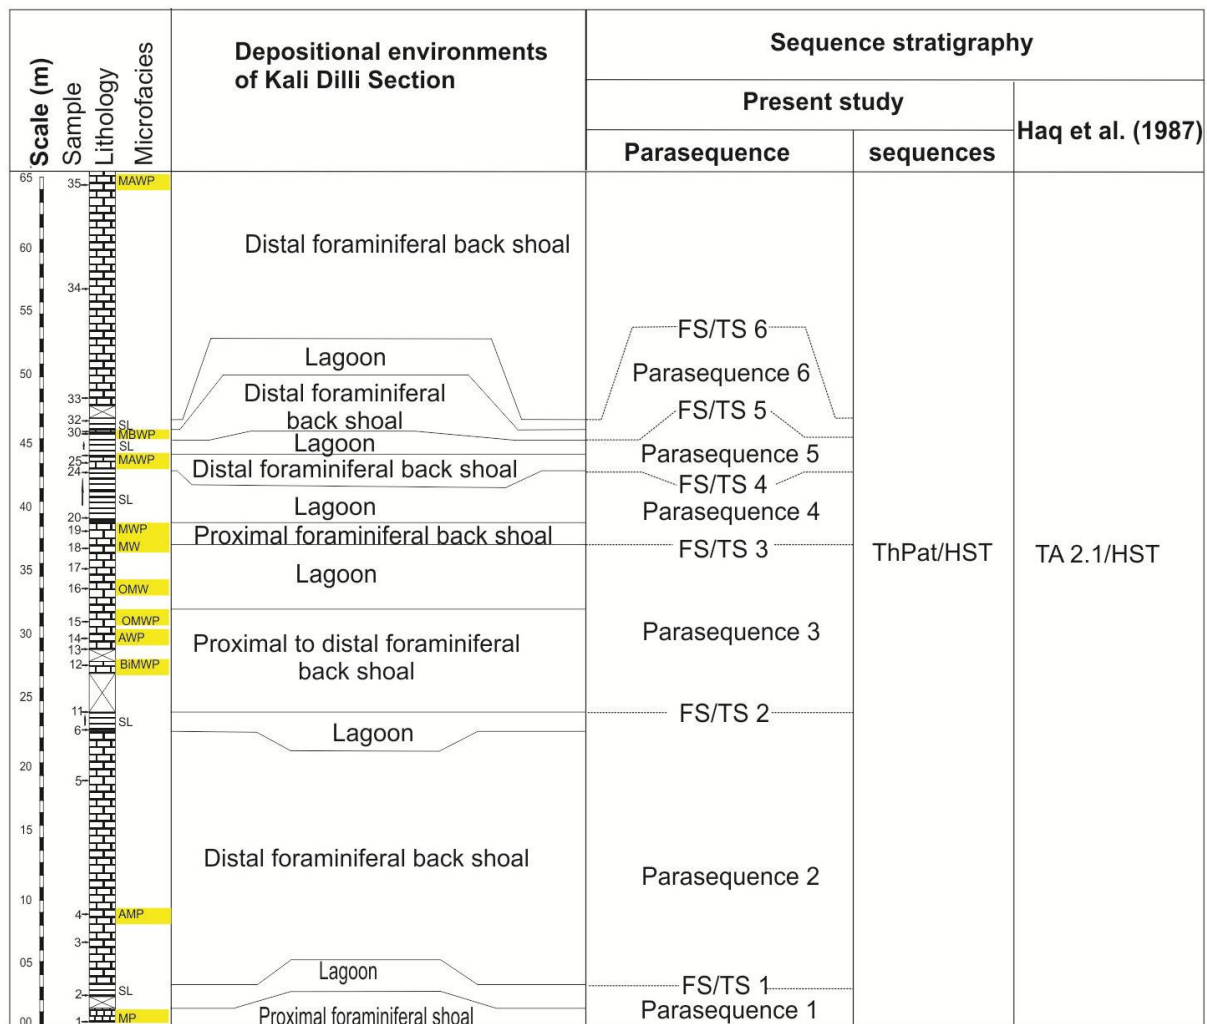 Scale (m)
Sample
Lithology
Microfacies
Depositional environments
of Kali Dilli Section
Sequence stratigraphy
Present study
Haq et al. (1987)
Parasequence
sequences
65
35
MAWP
60
Distal foraminiferal back shoal
34
55
FS/TS 6
Lagoon
50
Parasequence 6
33
Distal foraminiferal
back shoal
FS/TS 5
32
SL
30
MBWP
45
SL
Lagoon
Parasequence 5
25
MAWP
24
Distal foraminiferal back shoal
FS/TS 4
SL
40
Lagoon
Parasequence 4
20
19
MWP
Proximal foraminiferal back shoal
18
MW
FS/TS 3
ThPat/HST
TA 2.1/HST
35
17
Lagoon
16
OMW
15
OMWP
30
14
AWP
Proximal to distal foraminiferal
back shoal
Parasequence 3
13
12
BiMWP
25
11
SL
FS/TS 2
6
Lagoon
20
5
15
Distal foraminiferal back shoal
Parasequence 2
10
4
AMP
3
05
Lagoon
2
SL
FS/TS 1
Parasequence 1
00
1
MP
Proximal foraminiferal shoal